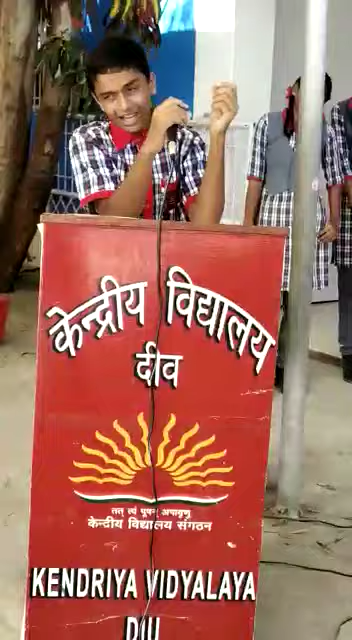 केन्द्रीय विद्यालय
दीव
तत् त्वं पूषन् अपावृणु
केन्द्रीय विद्यालय संगठन
KENDRIYA VIDYALAYA
DIU